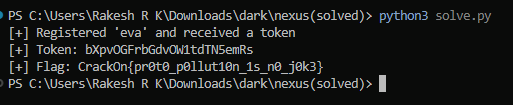 PS C:\Users\Rakesh R K\Downloads\dark\nexus(solved)> python3 solve.py
[+] Registered 'eva' and received a token
[+] Token: bXpvOGFrbGdvOW1tdTN5emRs
[+] Flag: CrackOn{pr0t0_p0llut10n_1s_n0_j0k3}
PS C:\Users\Rakesh R K\Downloads\dark\nexus(solved)>